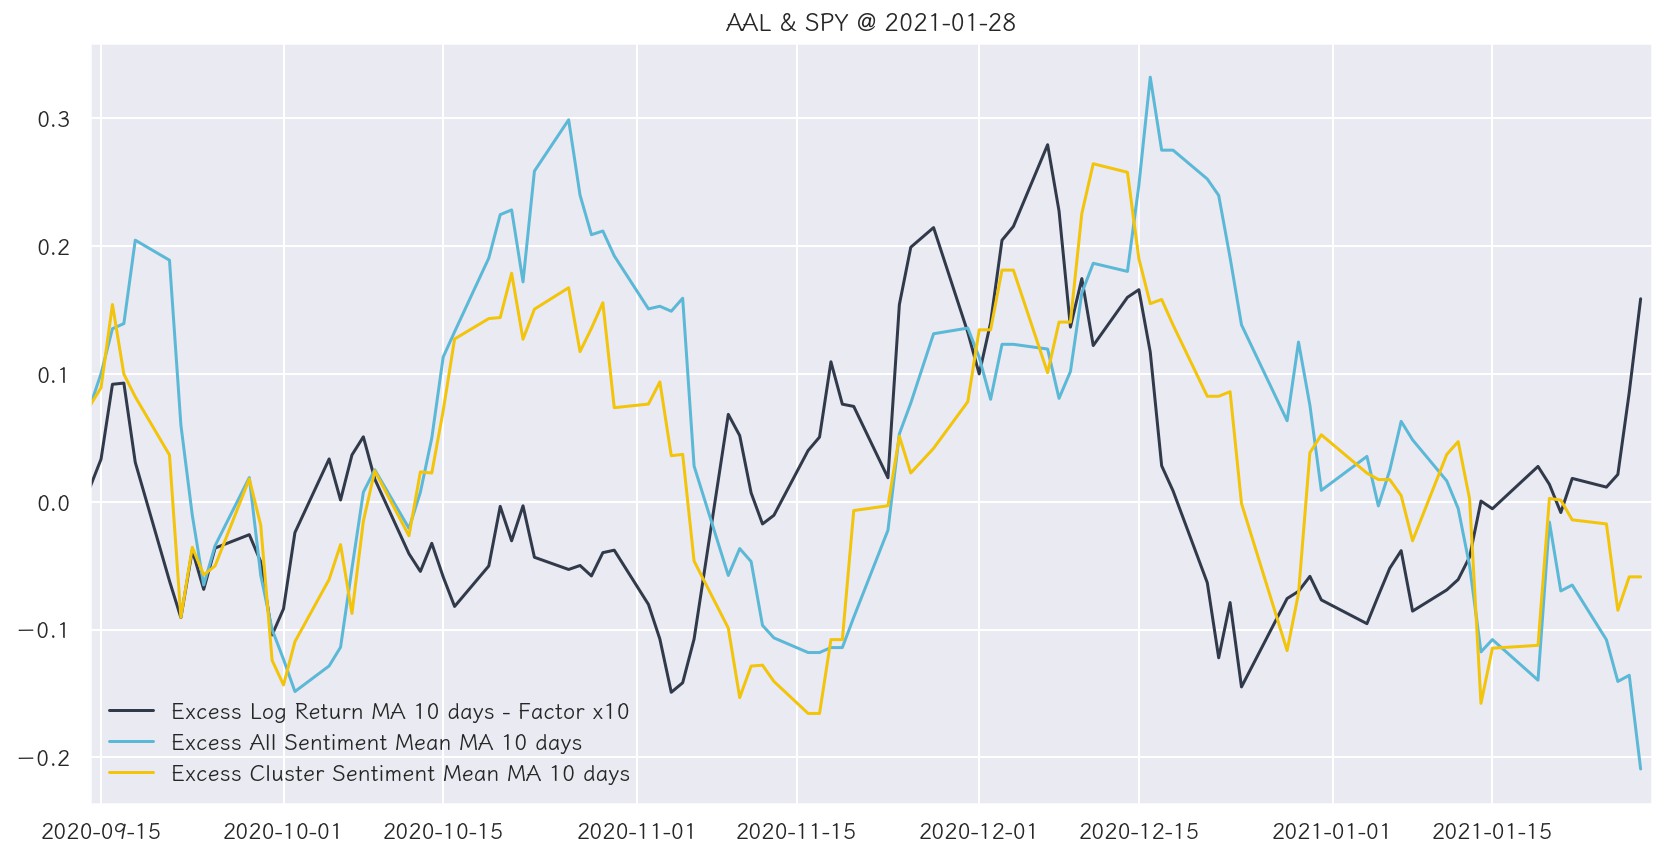 AAL & SPY @ 2021-01-28
0.3
0.2
0.1
0.0
−0.1
−0.2
Excess Log Return MA 10 days - Factor x10
Excess All Sentiment Mean MA 10 days
Excess Cluster Sentiment Mean MA 10 days
2020-09-15 2020-10-01 2020-10-15 2020-11-01 2020-11-15 2020-12-01 2020-12-15 2021-01-01 2021-01-15